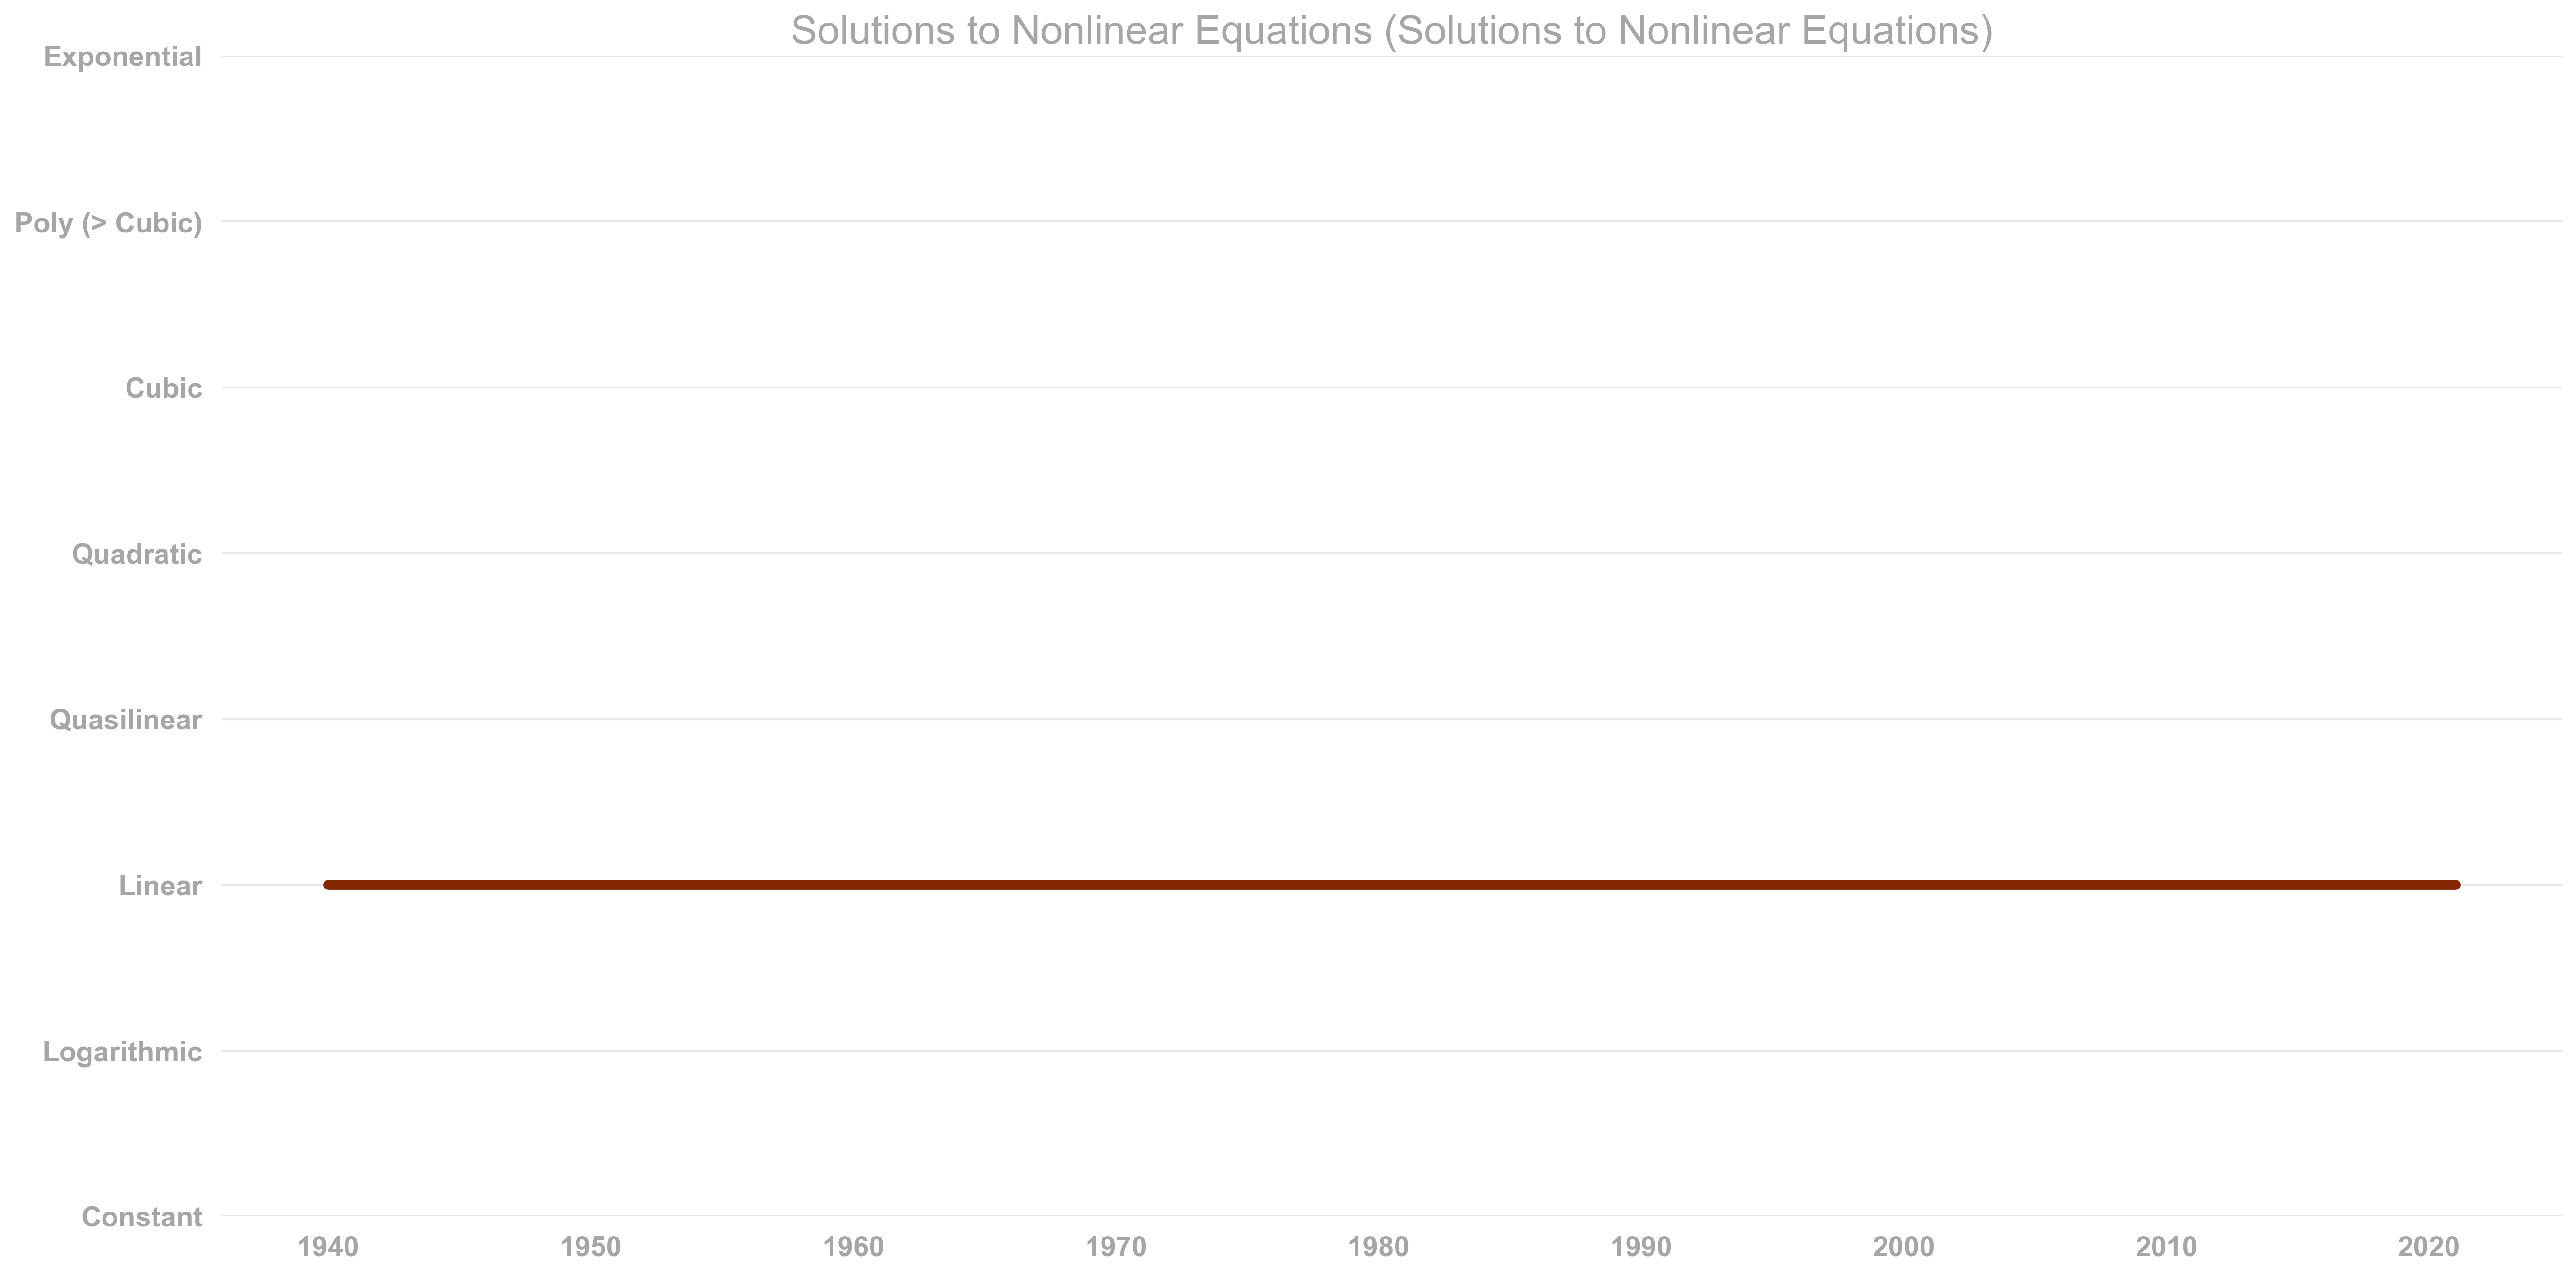 Solutions to Nonlinear Equations (Solutions to Nonlinear Equations)
Exponential
Poly (> Cubic)
Cubic
Quadratic
Quasilinear
Linear
Logarithmic
Constant
1940 1950 1960 1970 1980 1990 2000 2010 2020